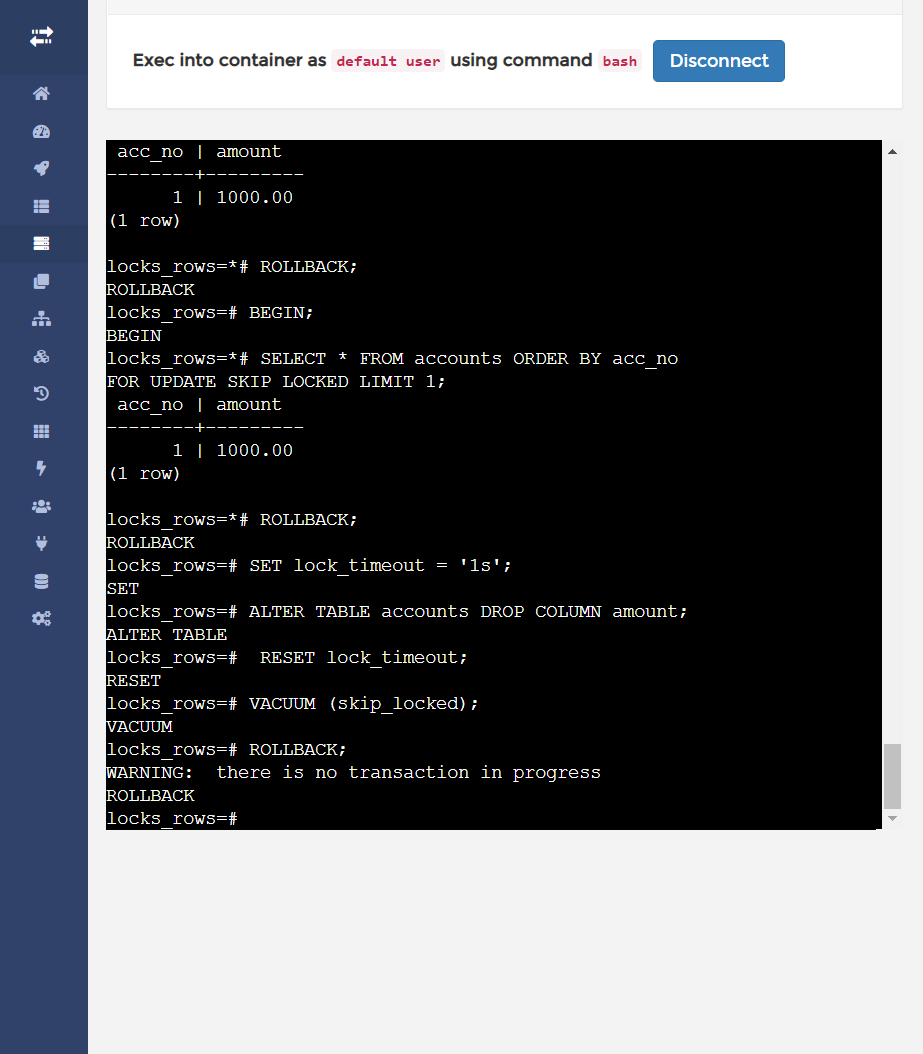 Exec into container as default user using command bash Disconnect
 acc_no | amount
--------+---------
      1 | 1000.00
(1 row)

locks_rows=*# ROLLBACK;
ROLLBACK
locks_rows=# BEGIN;
BEGIN
locks_rows=*# SELECT * FROM accounts ORDER BY acc_no
FOR UPDATE SKIP LOCKED LIMIT 1;
 acc_no | amount
--------+---------
      1 | 1000.00
(1 row)

locks_rows=*# ROLLBACK;
ROLLBACK
locks_rows=# SET lock_timeout = '1s';
SET
locks_rows=# ALTER TABLE accounts DROP COLUMN amount;
ALTER TABLE
locks_rows=#  RESET lock_timeout;
RESET
locks_rows=# VACUUM (skip_locked);
VACUUM
locks_rows=# ROLLBACK;
WARNING:  there is no transaction in progress
ROLLBACK
locks_rows=#